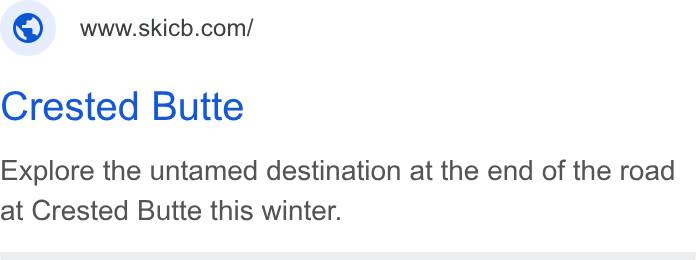 www.skicb.com/
Crested Butte
Explore the untamed destination at the end of the road
at Crested Butte this winter.